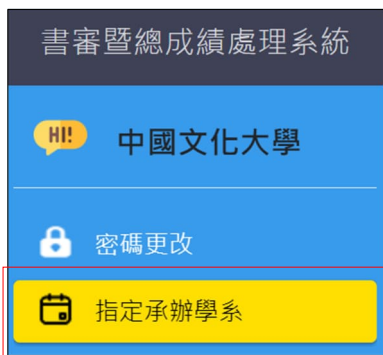 書審暨總成績處理系統
HI!
中國文化大學
密碼更改
指定承辦學系